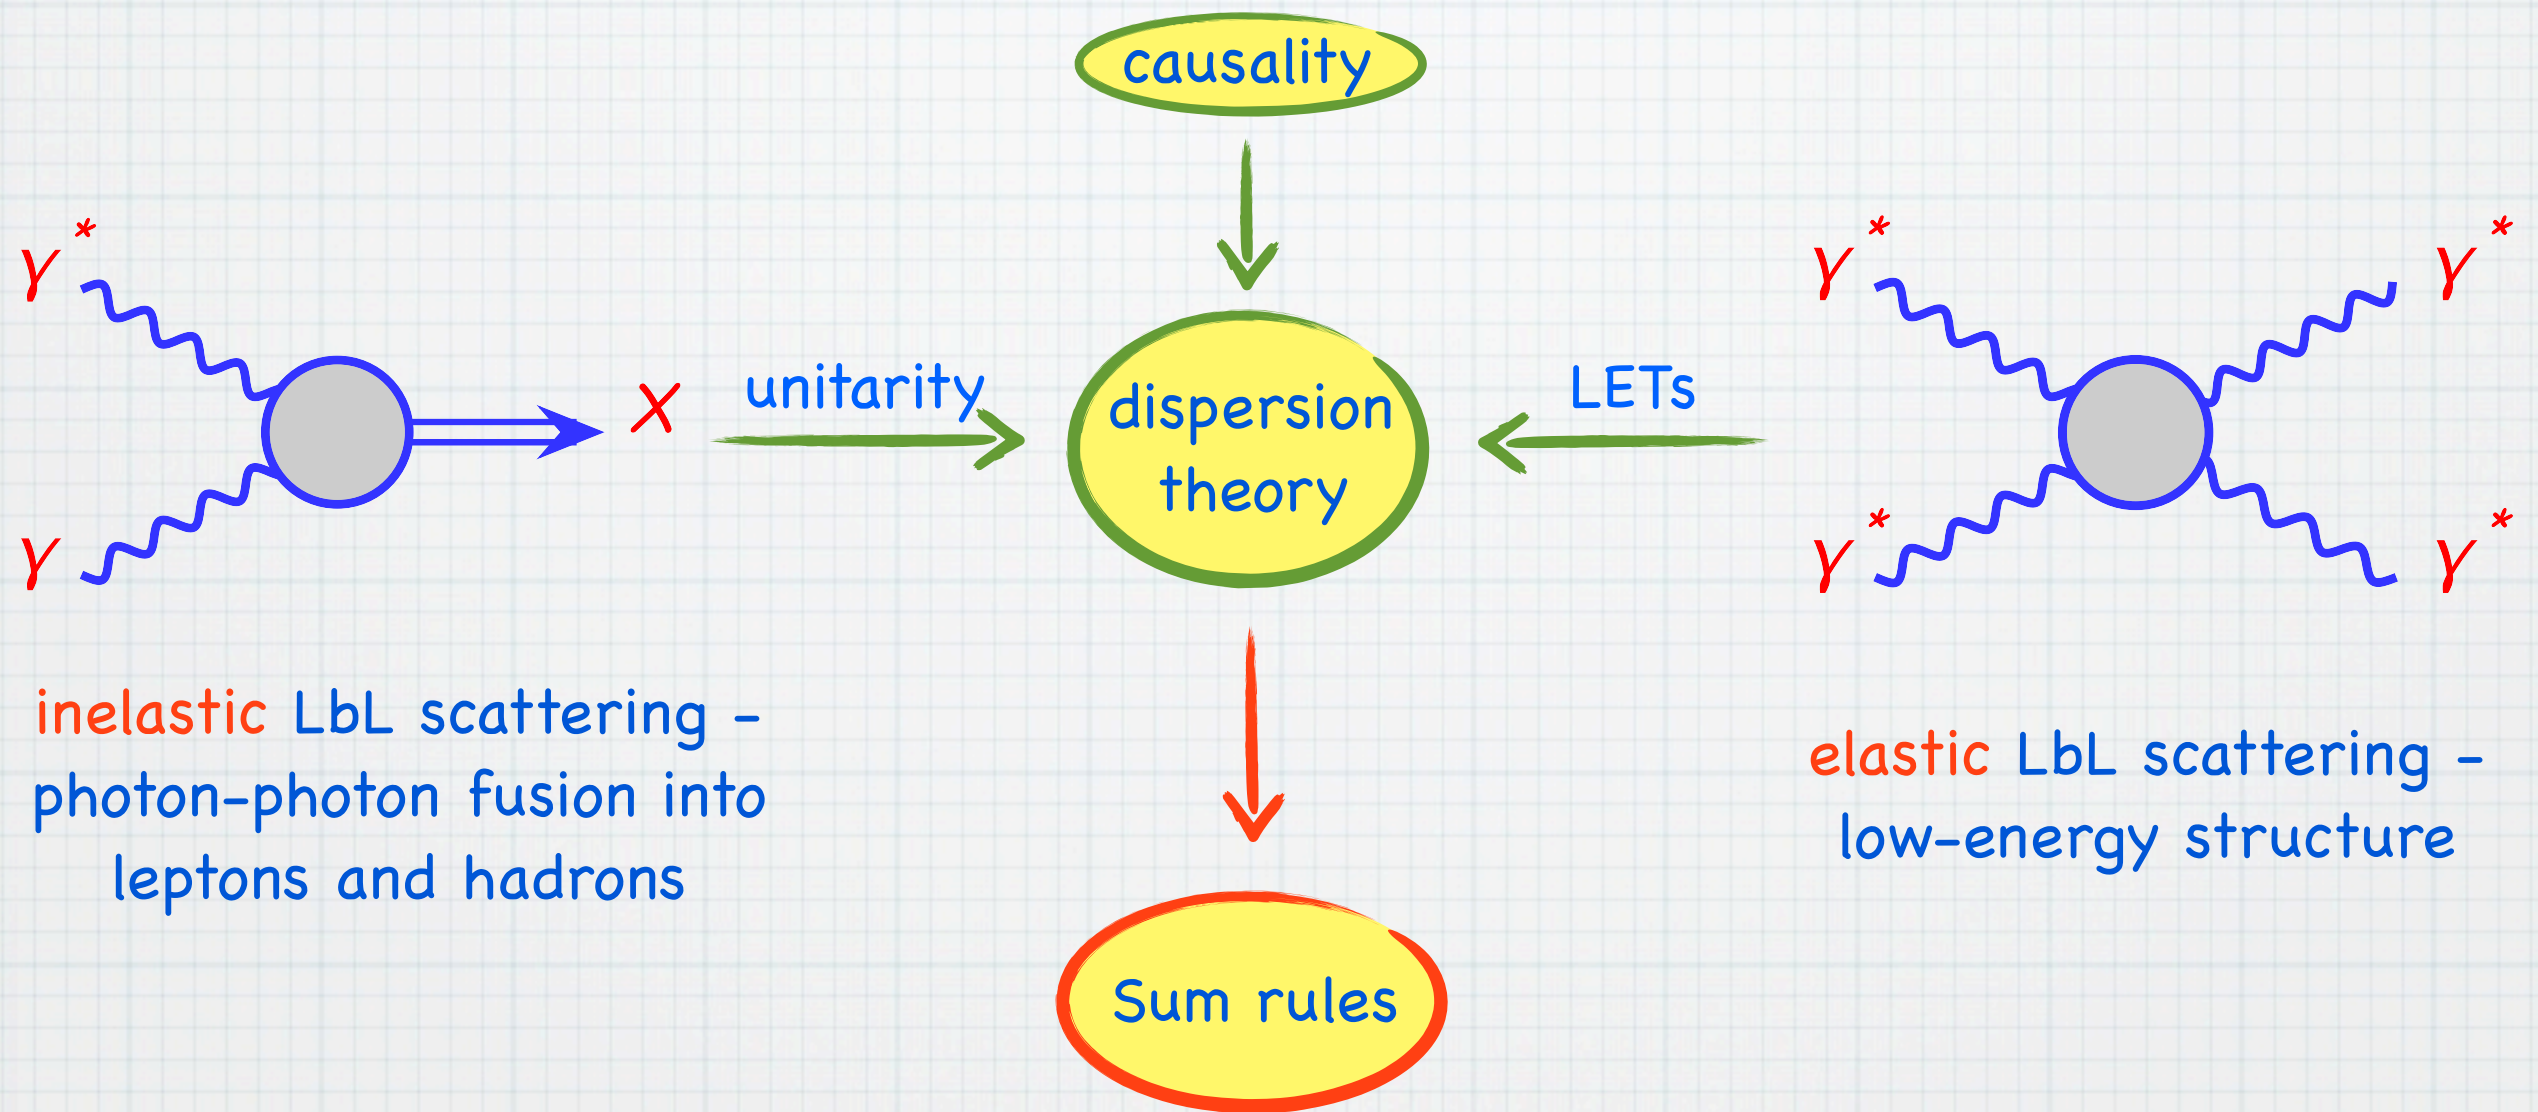 causality
γ*
γ
X
unitarity
dispersion
theory
LETs
γ*
γ*
γ*
γ*
inelastic LbL scattering –
photon–photon fusion into
leptons and hadrons
elastic LbL scattering –
low–energy structure
Sum rules